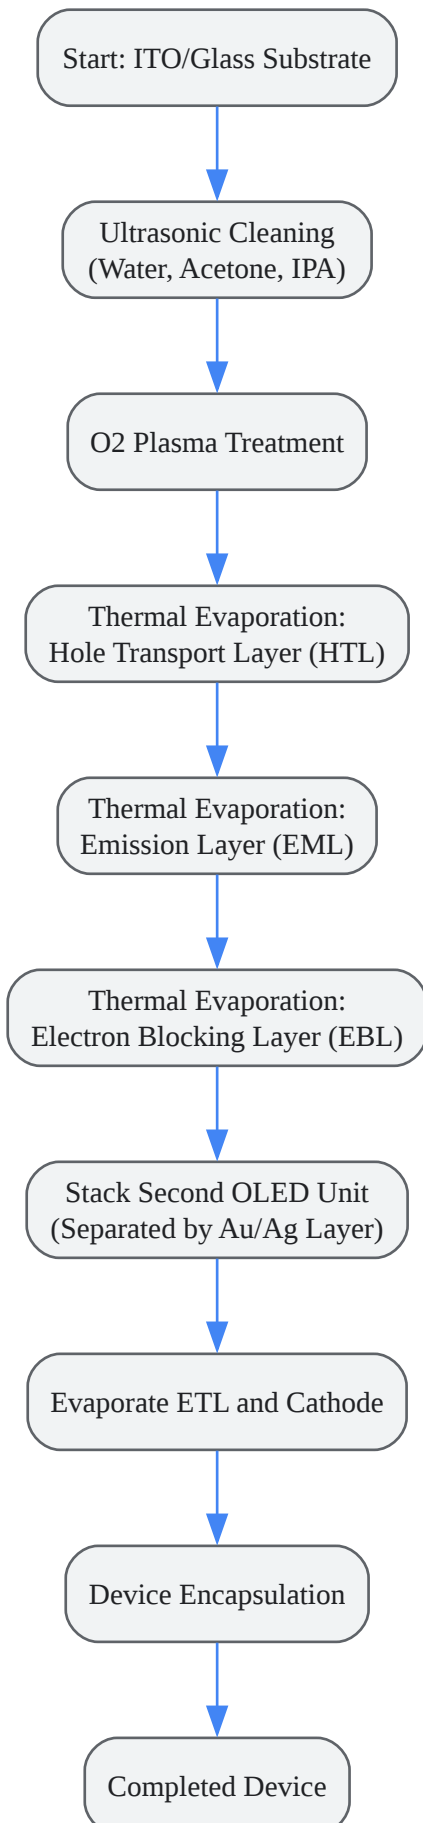 Start: ITO/Glass Substrate
Ultrasonic Cleaning
(Water, Acetone, IPA)
O2 Plasma Treatment
Thermal Evaporation:
Hole Transport Layer (HTL)
Thermal Evaporation:
Emission Layer (EML)
Thermal Evaporation:
Electron Blocking Layer (EBL)
Stack Second OLED Unit
(Separated by Au/Ag Layer)
Evaporate ETL and Cathode
Device Encapsulation
Completed Device